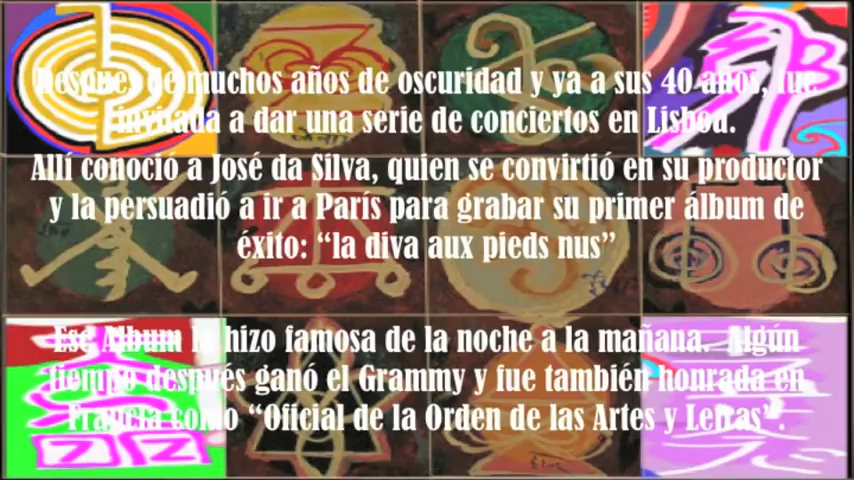 Despues de muchos años de oscuridad y ya a sus 40 años, fue
invitada a dar una serie de conciertos en Lisboa.
Allí conoció a José da Silva, quien se convirtió en su productor
y la persuadió a ir a París para grabar su primer álbum de
éxito: “la diva aux pieds nus”
Ese Album la hizo famosa de la noche a la mañana. Algún
tiempo después ganó el Grammy y fue también honrada en
Francia como “Oficial de la Orden de las Artes y Letras”.